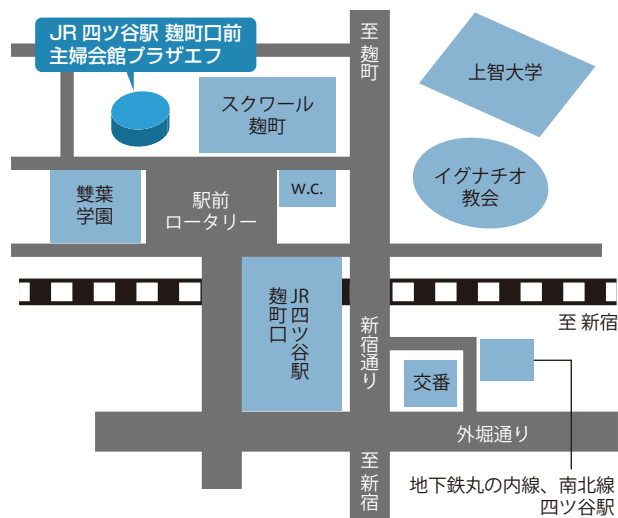 JR 四ツ谷駅 麹町口前
主婦会館プラザエフ
至 麹町
上智大学
スクワール
麹町
イグナチオ
教会
雙葉
学園
駅前
ロータリー
w.c.
JR四ツ谷駅
麹町口
新宿通り
至 新宿
交番
外堀通り
至 新宿
地下鉄丸の内線、南北線
四ツ谷駅